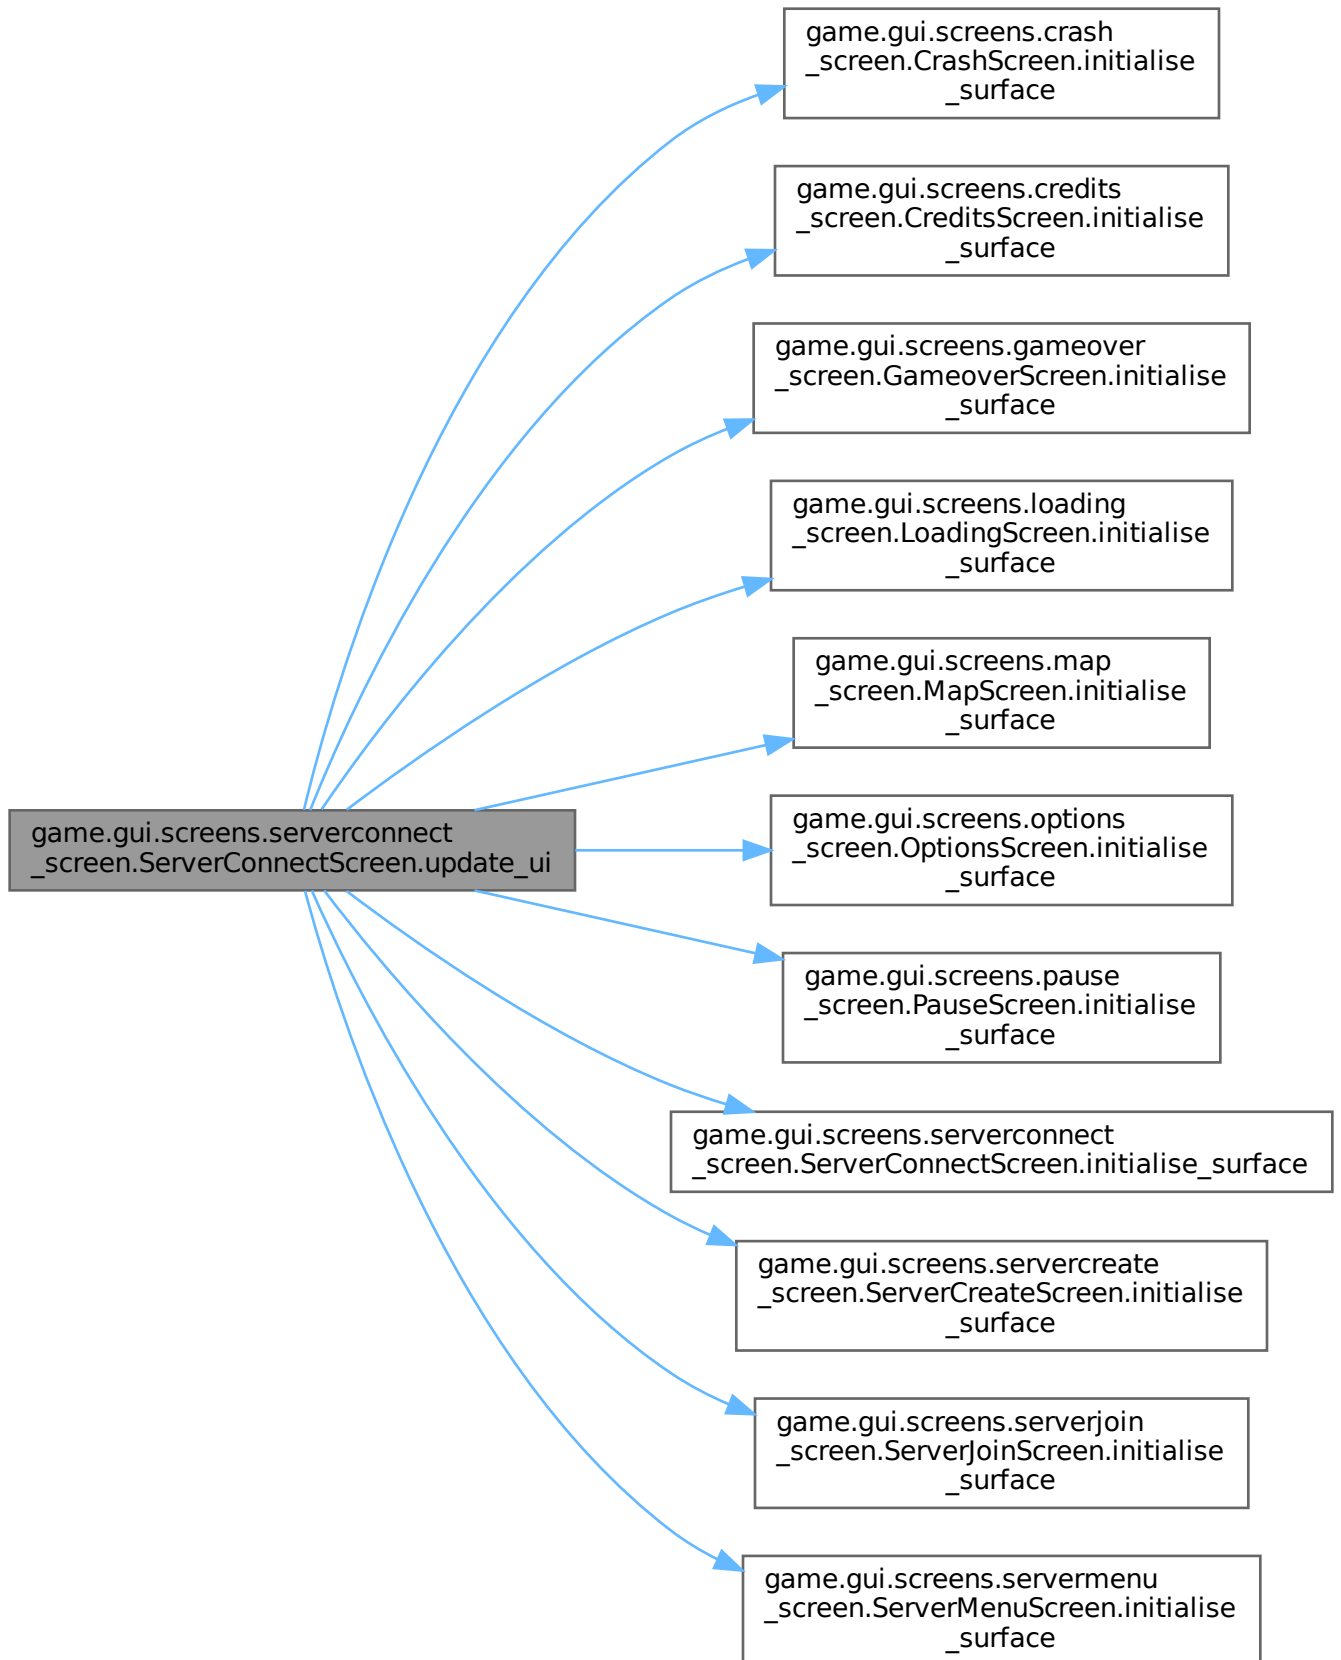 game.gui.screens.crash
_screen.CrashScreen.initialise
_surface
game.gui.screens.credits
_screen.CreditsScreen.initialise
_surface
game.gui.screens.gameover
_screen.GameoverScreen.initialise
_surface
game.gui.screens.loading
_screen.LoadingScreen.initialise
_surface
game.gui.screens.map
_screen.MapScreen.initialise
_surface
game.gui.screens.serverconnect
_screen.ServerConnectScreen.update_ui
game.gui.screens.options
_screen.OptionsScreen.initialise
_surface
game.gui.screens.pause
_screen.PauseScreen.initialise
_surface
game.gui.screens.serverconnect
_screen.ServerConnectScreen.initialise_surface
game.gui.screens.servercreate
_screen.ServerCreateScreen.initialise
_surface
game.gui.screens.serverjoin
_screen.ServerJoinScreen.initialise
_surface
game.gui.screens.servermenu
_screen.ServerMenuScreen.initialise
_surface